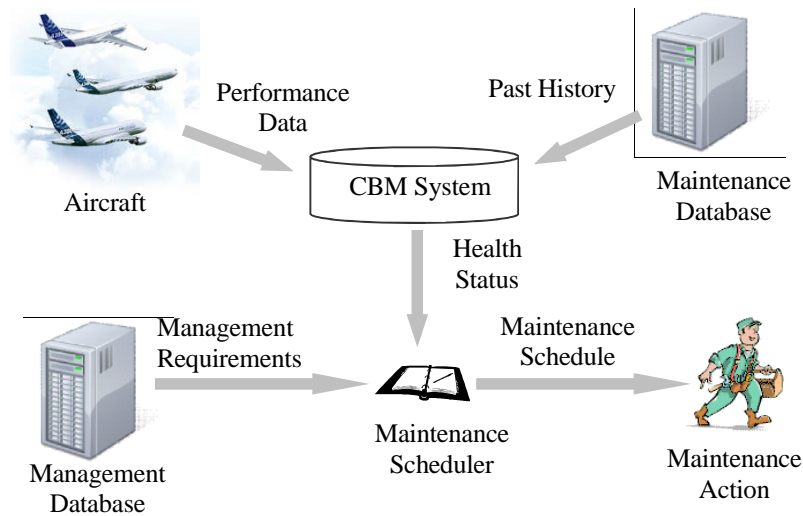 Performance
Data
Past History
CBM System
Aircraft
Maintenance
Database
Health
Status
Management
Requirements
Maintenance
Schedule
Maintenance
Scheduler
Management
Database
Maintenance
Action